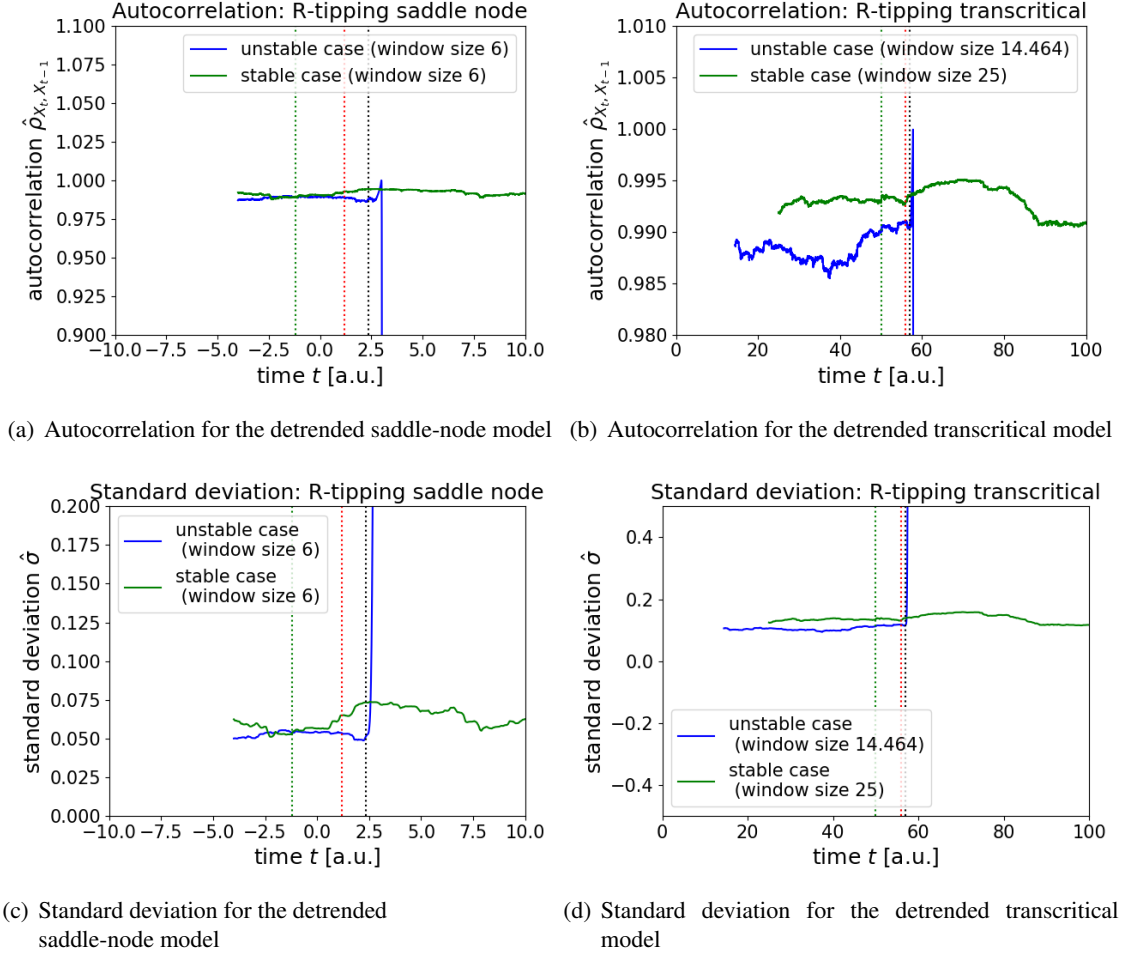 Autocorrelation: R-tipping saddle node
1.100
1.075
1.050
1.025
1.000
0.975
0.950
0.925
0.900
autocorrelation ρ̂ Xt, Xt−1
unstable case (window size 6)
stable case (window size 6)
−10.0 −7.5 −5.0 −2.5 0.0 2.5 5.0 7.5 10.0
time t [a.u.]
(a) Autocorrelation for the detrended saddle-node model
Autocorrelation: R-tipping transcritical
1.010
1.005
1.000
0.995
0.990
0.985
0.980
autocorrelation ρ̂ Xt, Xt−1
unstable case (window size 14.464)
stable case (window size 25)
0 20 40 60 80 100
time t [a.u.]
(b) Autocorrelation for the detrended transcritical model
Standard deviation: R-tipping saddle node
0.200
0.175
0.150
0.125
0.100
0.075
0.050
0.025
0.000
standard deviation σ̂
unstable case
(window size 6)
stable case
(window size 6)
−10.0 −7.5 −5.0 −2.5 0.0 2.5 5.0 7.5 10.0
time t [a.u.]
(c) Standard deviation for the detrended
saddle-node model
Standard deviation: R-tipping transcritical
0.4
0.2
0.0
−0.2
−0.4
standard deviation σ̂
unstable case
(window size 14.464)
stable case
(window size 25)
0 20 40 60 80 100
time t [a.u.]
(d) Standard deviation for the detrended transcritical
model